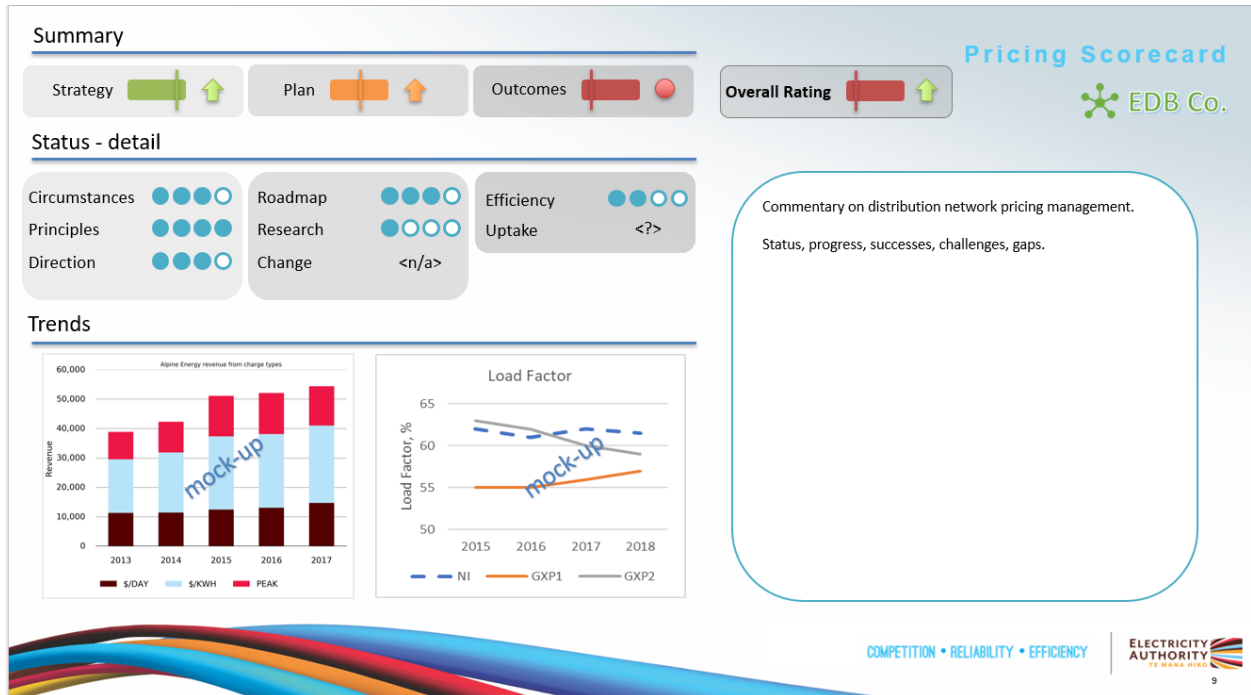 Summary
Pricing Scorecard
Strategy
Plan
Outcomes
Overall Rating
EDB Co.
Status - detail
Circumstances
Principles
Direction
Roadmap
Research
Change <n/a>
Efficiency
Uptake <?>
Commentary on distribution network pricing management.
Status, progress, successes, challenges, gaps.
Trends
Alpine Energy revenue from charge types
60,000
50,000
40,000
30,000
20,000
10,000
0
Revenue
mock-up
2013 2014 2015 2016 2017
$/DAY $/KWH PEAK
Load Factor
65
60
55
50
Load Factor, %
mock-up
2015 2016 2017 2018
NI GXP1 GXP2
COMPETITION • RELIABILITY • EFFICIENCY
ELECTRICITY
AUTHORITY
TE MANA HIKO
9